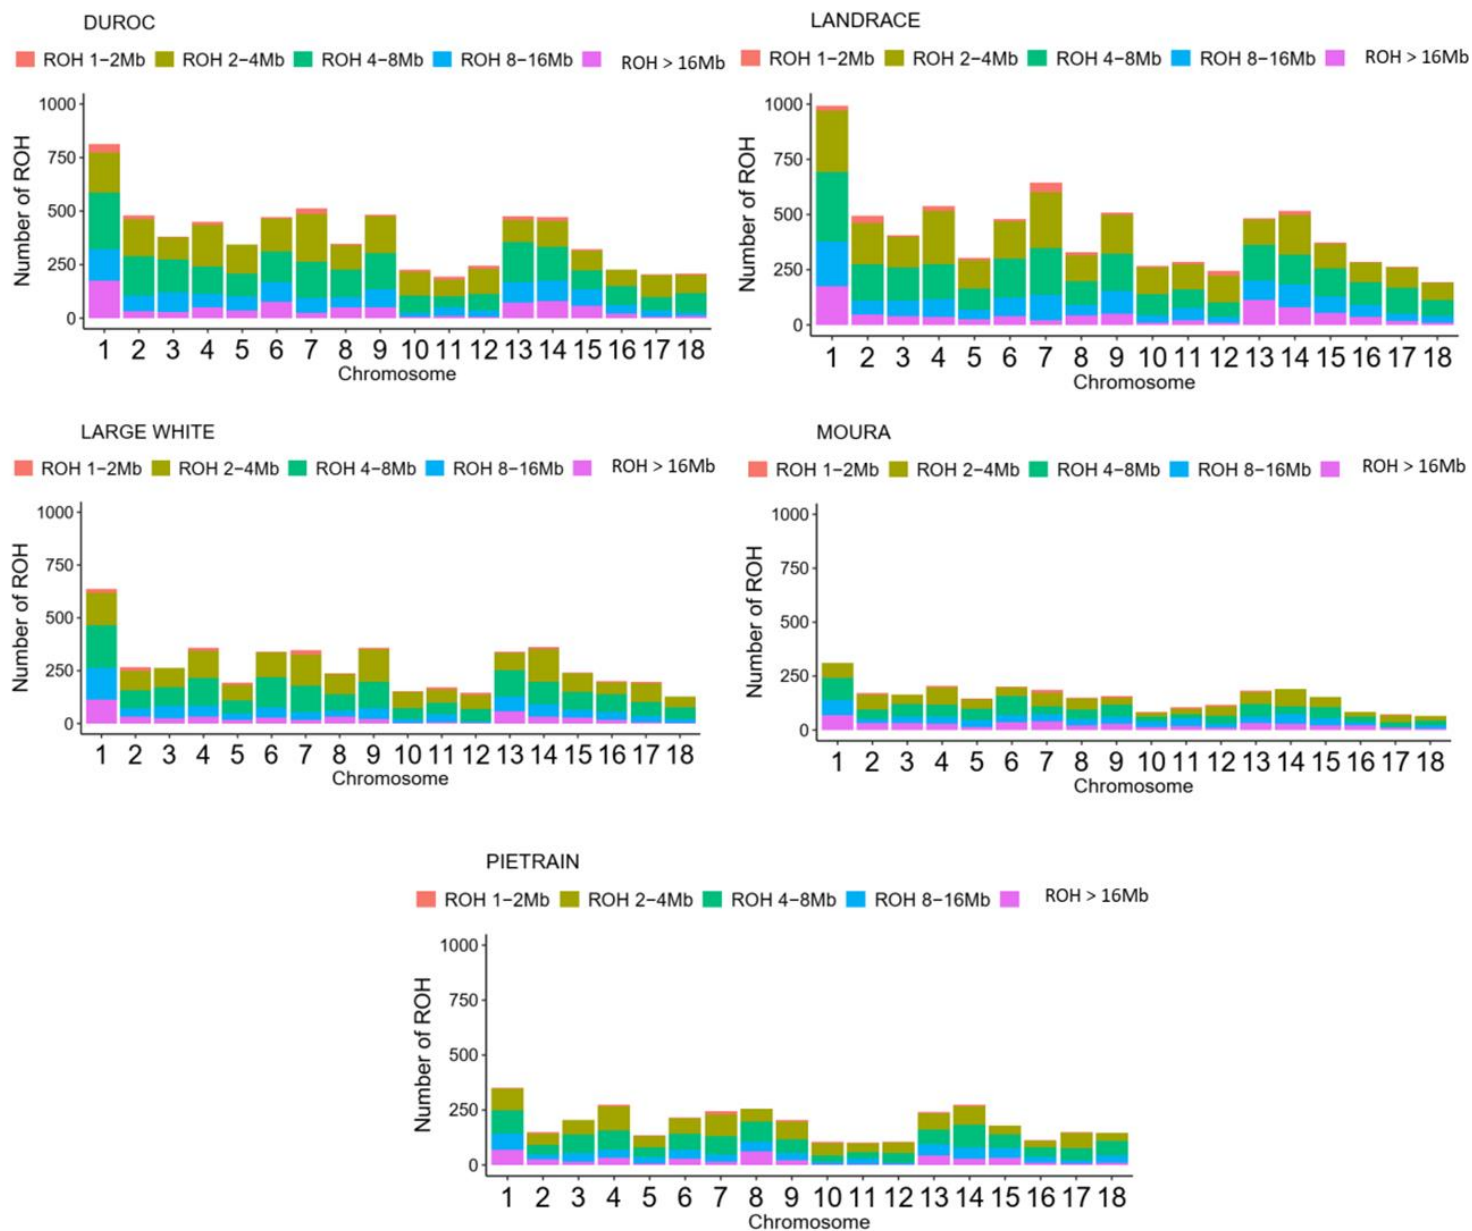 DUROC
ROH 1−2Mb ROH 2−4Mb ROH 4−8Mb ROH 8−16Mb ROH > 16Mb
1000
750
500
250
0
Number of ROH
1 2 3 4 5 6 7 8 9 10 11 12 13 14 15 16 17 18
Chromosome
LANDRACE
ROH 1−2Mb ROH 2−4Mb ROH 4−8Mb ROH 8−16Mb ROH > 16Mb
1000
750
500
250
0
Number of ROH
1 2 3 4 5 6 7 8 9 10 11 12 13 14 15 16 17 18
Chromosome
LARGE WHITE
ROH 1−2Mb ROH 2−4Mb ROH 4−8Mb ROH 8−16Mb ROH > 16Mb
1000
750
500
250
0
Number of ROH
1 2 3 4 5 6 7 8 9 10 11 12 13 14 15 16 17 18
Chromosome
MOURA
ROH 1−2Mb ROH 2−4Mb ROH 4−8Mb ROH 8−16Mb ROH > 16Mb
1000
750
500
250
0
Number of ROH
1 2 3 4 5 6 7 8 9 10 11 12 13 14 15 16 17 18
Chromosome
PIETRAIN
ROH 1−2Mb ROH 2−4Mb ROH 4−8Mb ROH 8−16Mb ROH > 16Mb
1000
750
500
250
0
Number of ROH
1 2 3 4 5 6 7 8 9 10 11 12 13 14 15 16 17 18
Chromosome